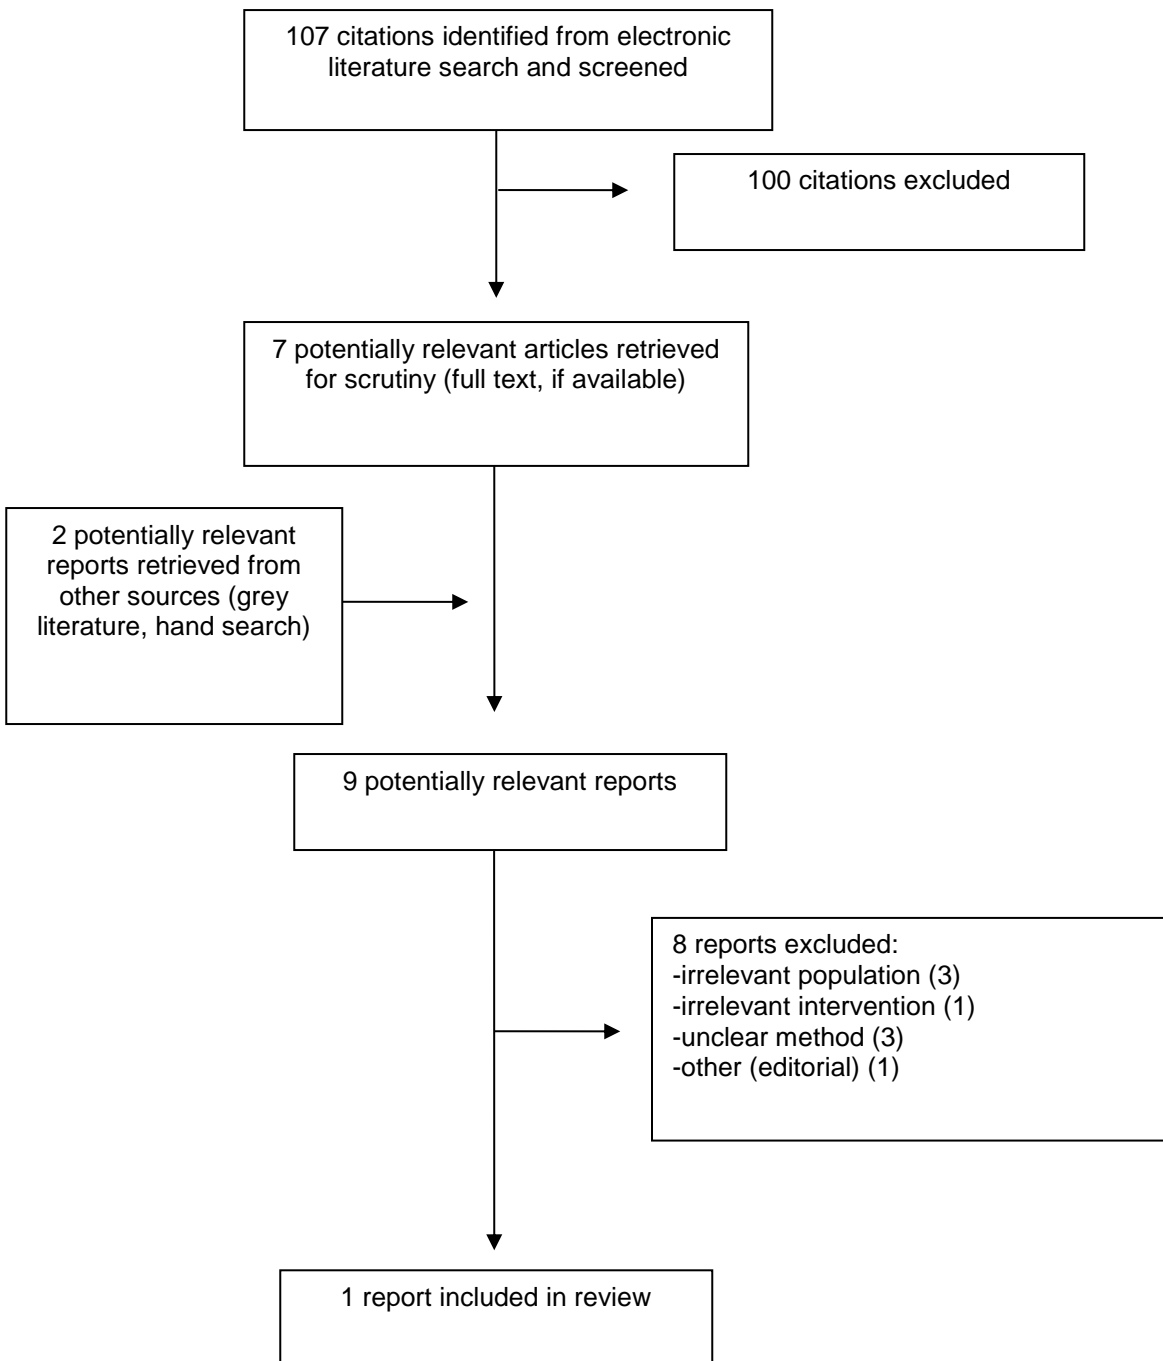 107 citations identified from electronic
literature search and screened
100 citations excluded
7 potentially relevant articles retrieved
for scrutiny (full text, if available)
2 potentially relevant
reports retrieved from
other sources (grey
literature, hand search)
9 potentially relevant reports
8 reports excluded:
-irrelevant population (3)
-irrelevant intervention (1)
-unclear method (3)
-other (editorial) (1)
1 report included in review